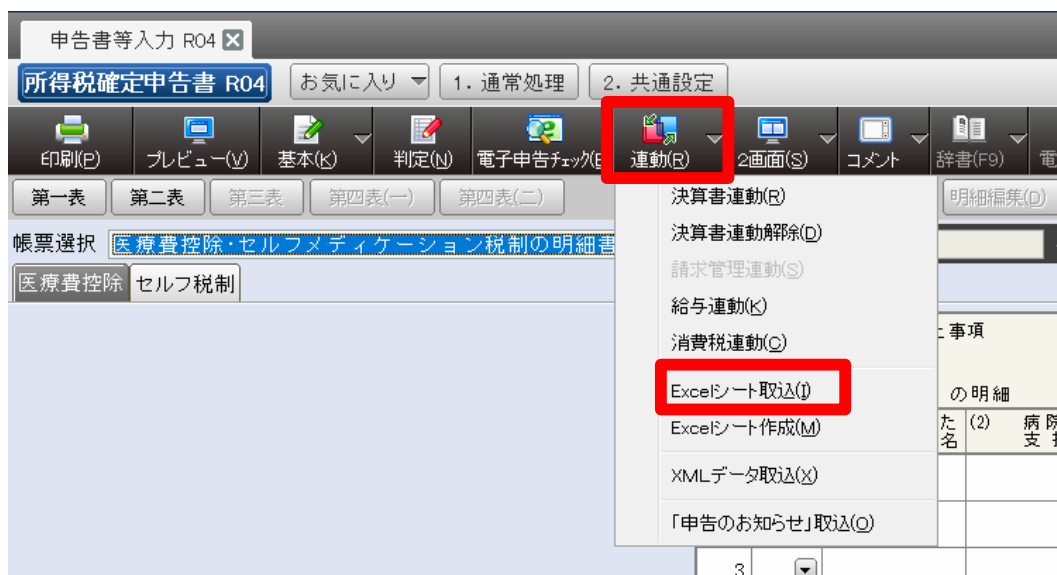 申告書等入力 R04
所得税確定申告書 R04 お気に入り 1. 通常処理 2. 共通設定
印刷(P) プレビュー(V) 基本(K) 判定(N) 電子申告チェック(E 連動(R) 2画面(S) コメント 辞書(F9) 電
第一表 第二表 第三表 第四表(一) 第四表(二) 明細編集(D)
帳票選択 医療費控除・セルフメディケーション税制の明細書
医療費控除 セルフ税制
決算書連動(R)
決算書連動解除(D)
請求管理連動(S)
給与連動(K)
消費税連動(C)
Excelシート取込(I)
Excelシート作成(M)
XMLデータ取込(X)
「申告のお知らせ」取込(O)
事項
の明細
た名 (2) 病院
支
3